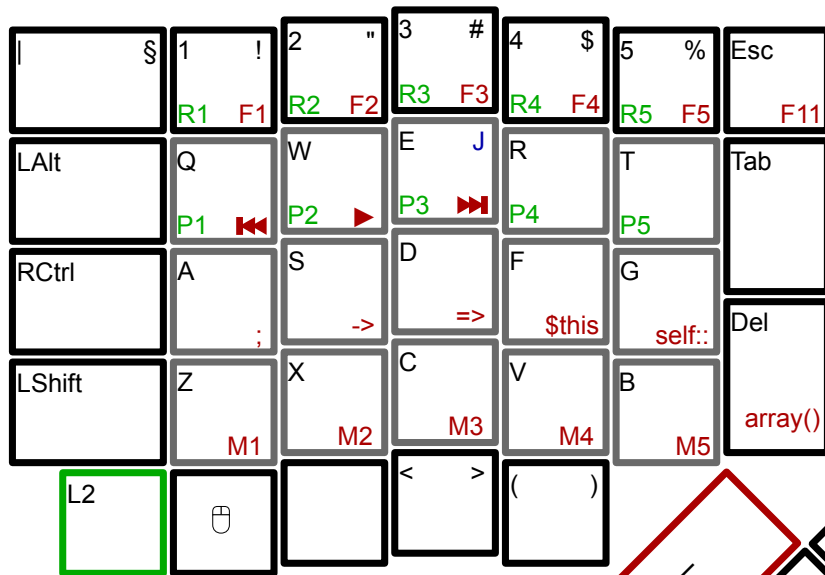 | §
1 !
R1 F1
2 "
R2 F2
3 #
R3 F3
4 $
R4 F4
5 %
R5 F5
Esc
F11
LAlt
Q
P1
W
P2
E J
P3
R
P4
T
P5
Tab
RCtrl
A
;
S
->
D
=>
F
$this
G
self::
Del
array()
LShift
Z
M1
X
M2
C
M3
V
M4
B
M5
L2
< >
( )